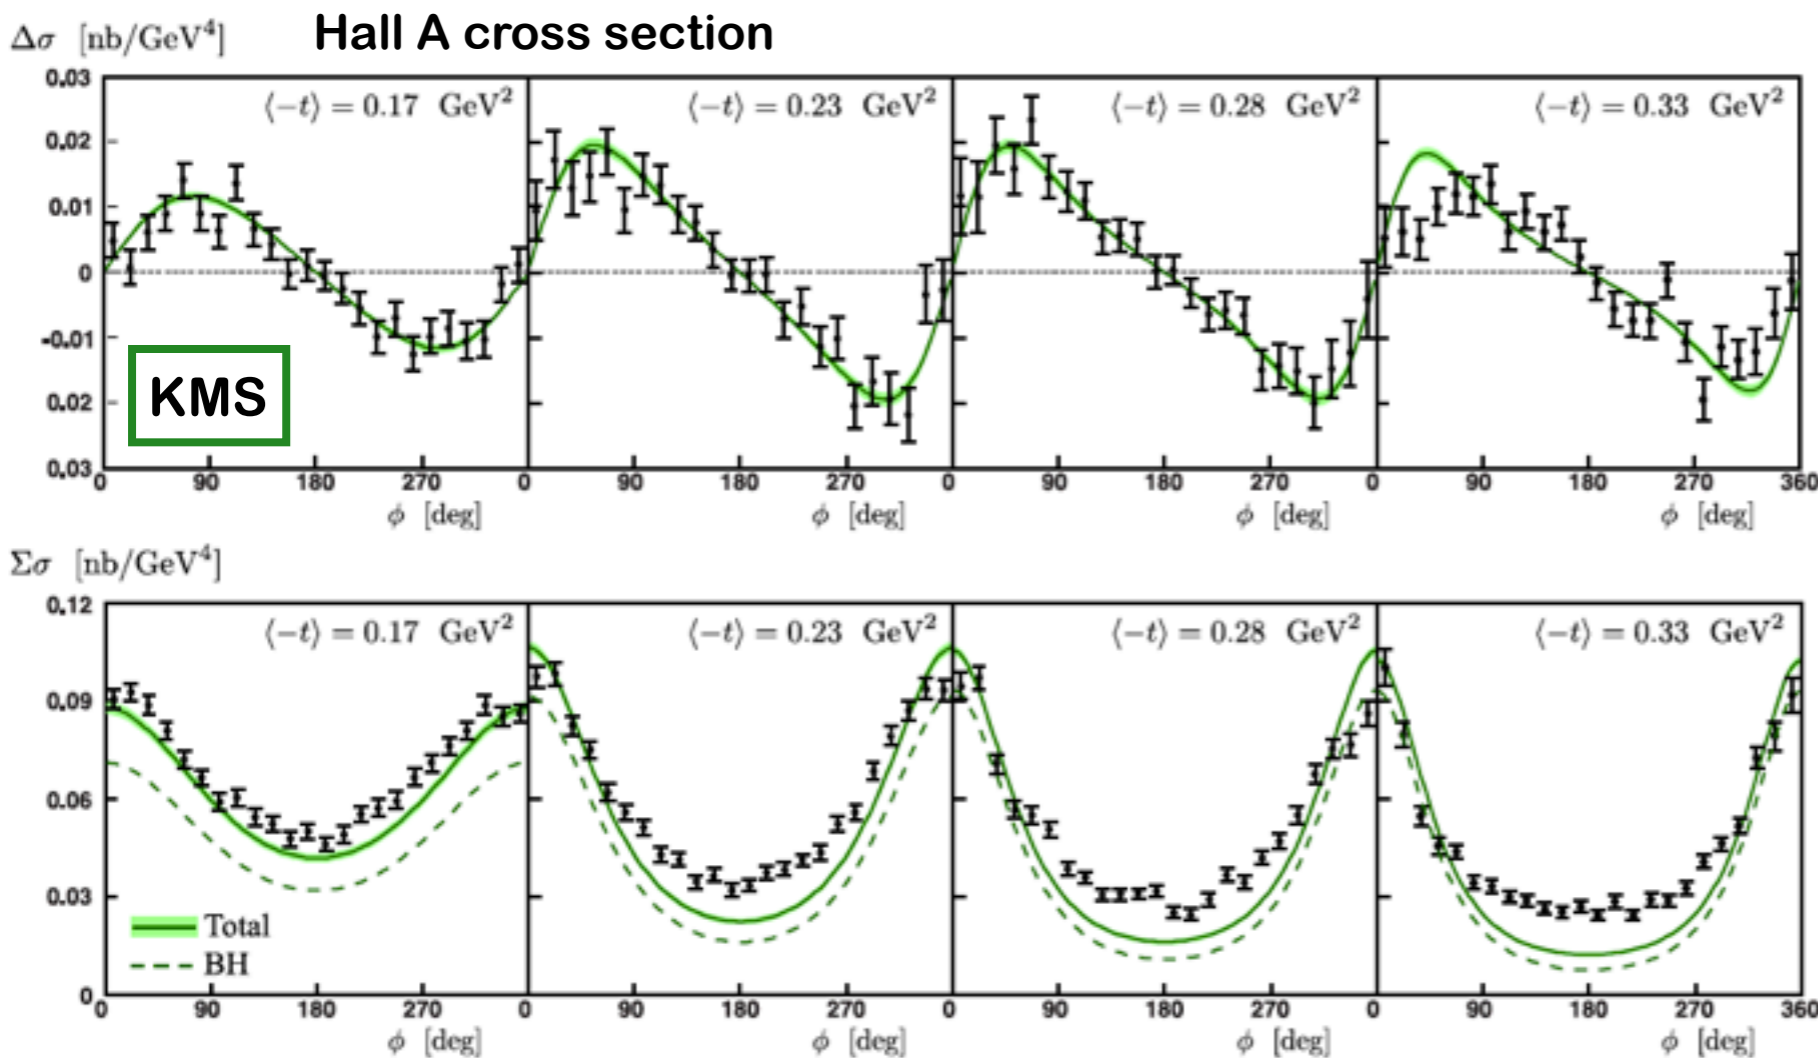 Δσ [nb/GeV⁴] Hall A cross section
0.03 ⟨−t⟩ = 0.17 GeV² ⟨−t⟩ = 0.23 GeV² ⟨−t⟩ = 0.28 GeV² ⟨−t⟩ = 0.33 GeV²
0.02
0.01
0
-0.01
KMS
0.02
0.03
0 90 180 270 0 90 180 270 0 90 180 270 0 90 180 270 360
ϕ [deg] ϕ [deg] ϕ [deg] ϕ [deg]
Σσ [nb/GeV⁴]
0.12 ⟨−t⟩ = 0.17 GeV² ⟨−t⟩ = 0.23 GeV² ⟨−t⟩ = 0.28 GeV² ⟨−t⟩ = 0.33 GeV²
0.09
0.06
0.03
Total
BH
0
0 90 180 270 0 90 180 270 0 90 180 270 0 90 180 270 360
ϕ [deg] ϕ [deg] ϕ [deg] ϕ [deg]